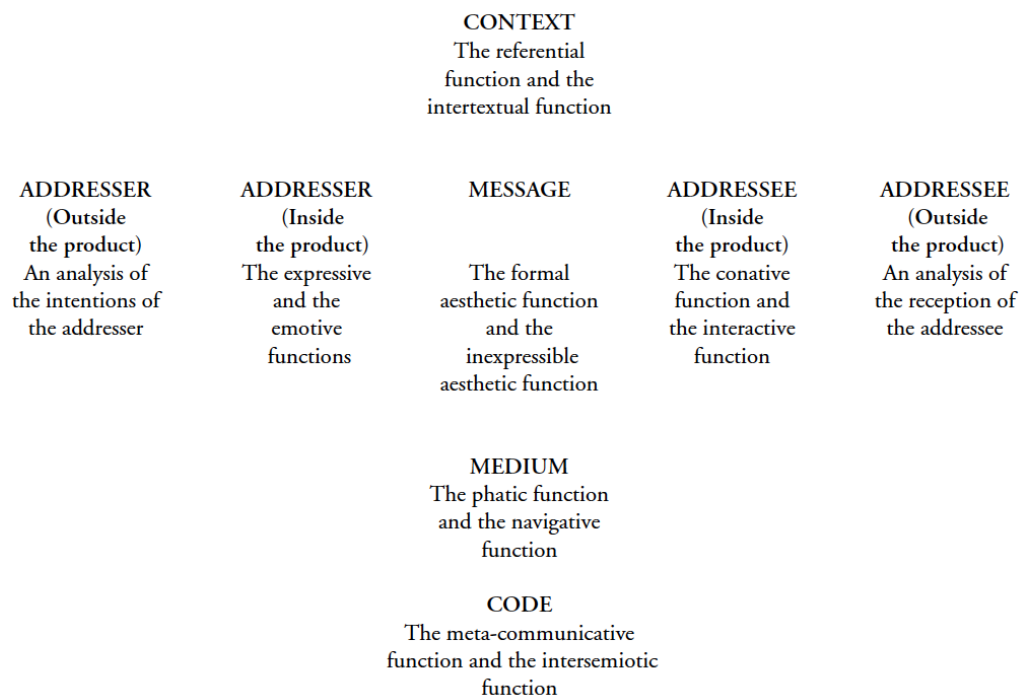 CONTEXT
The referential
function and the
intertextual function
ADDRESSER
(Outside
the product)
An analysis of
the intentions of
the addresser
ADDRESSER
(Inside
the product)
The expressive
and the
emotive
functions
MESSAGE
The formal
aesthetic function
and the
inexpressible
aesthetic function
ADDRESSEE
(Inside
the product)
The conative
function and
the interactive
function
ADDRESSEE
(Outside
the product)
An analysis of
the reception of
the addressee
MEDIUM
The phatic function
and the navigative
function
CODE
The meta-communicative
function and the intersemiotic
function